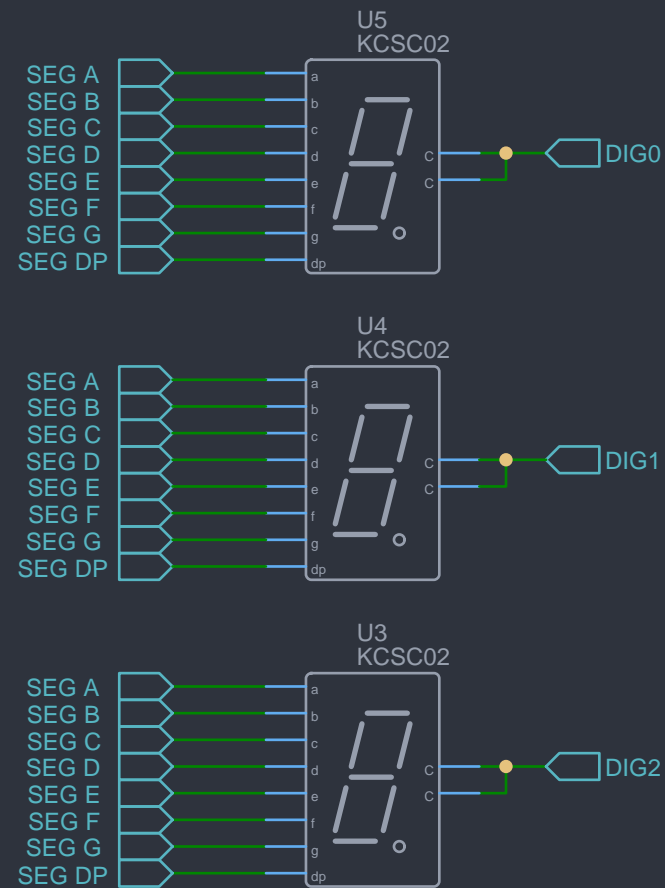 U5
KCSC02
SEG A a
SEG B b
SEG C c
SEG D d C DIG0
SEG E e C
SEG F f
SEG G g
SEG DP dp
U4
KCSC02
SEG A a
SEG B b
SEG C c
SEG D d C DIG1
SEG E e C
SEG F f
SEG G g
SEG DP dp
U3
KCSC02
SEG A a
SEG B b
SEG C c
SEG D d C DIG2
SEG E e C
SEG F f
SEG G g
SEG DP dp